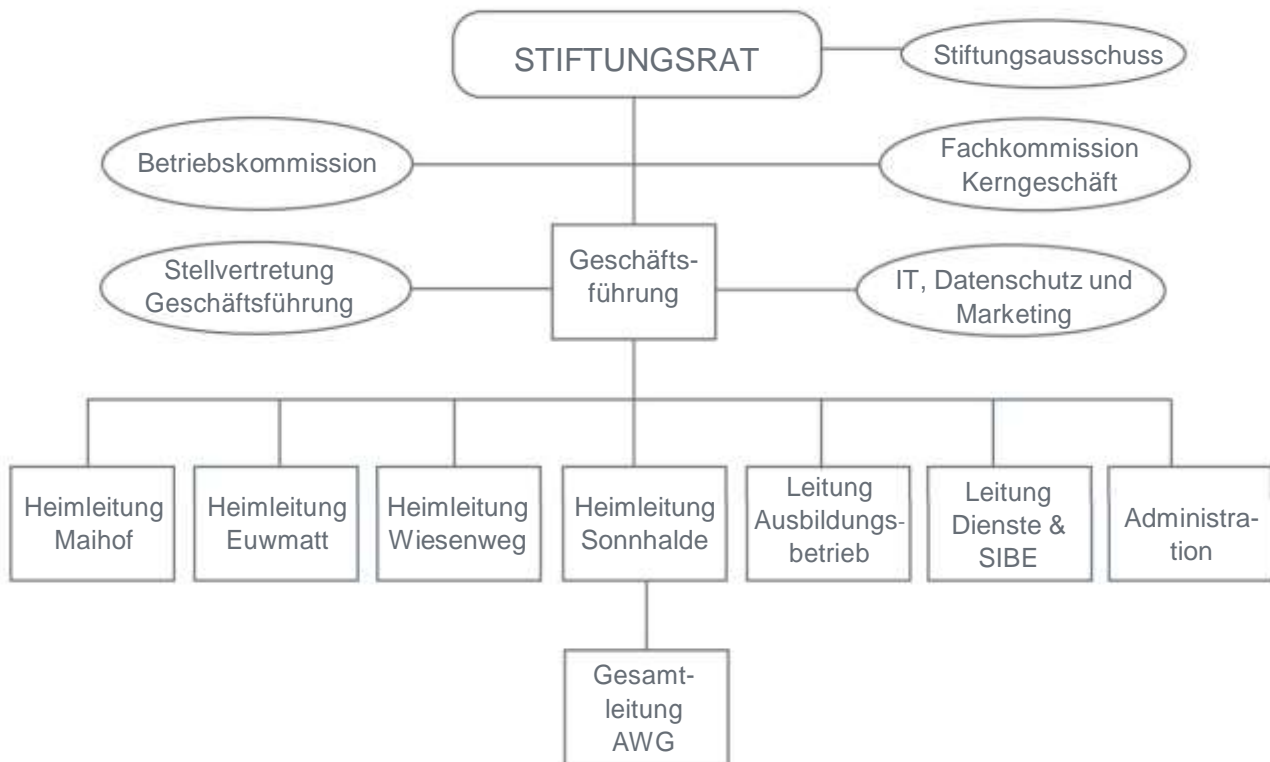 STIFTUNGSRAT
Stiftungsausschuss
Betriebskommission
Fachkommission
Kerngeschäft
Stellvertretung
Geschäftsführung
Geschäfts-
führung
IT, Datenschutz und
Marketing
Heimleitung
Maihof
Heimleitung
Euwmatt
Heimleitung
Wiesenweg
Heimleitung
Sonnhalde
Leitung
Ausbildungs-
betrieb
Leitung
Dienste &
SIBE
Administra-
tion
Gesamt-
leitung
AWG